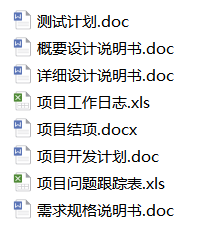 测试计划.doc
概要设计说明书.doc
详细设计说明书.doc
项目工作日志.xls
项目结项.docx
项目开发计划.doc
项目问题跟踪表.xls
需求规格说明书.doc